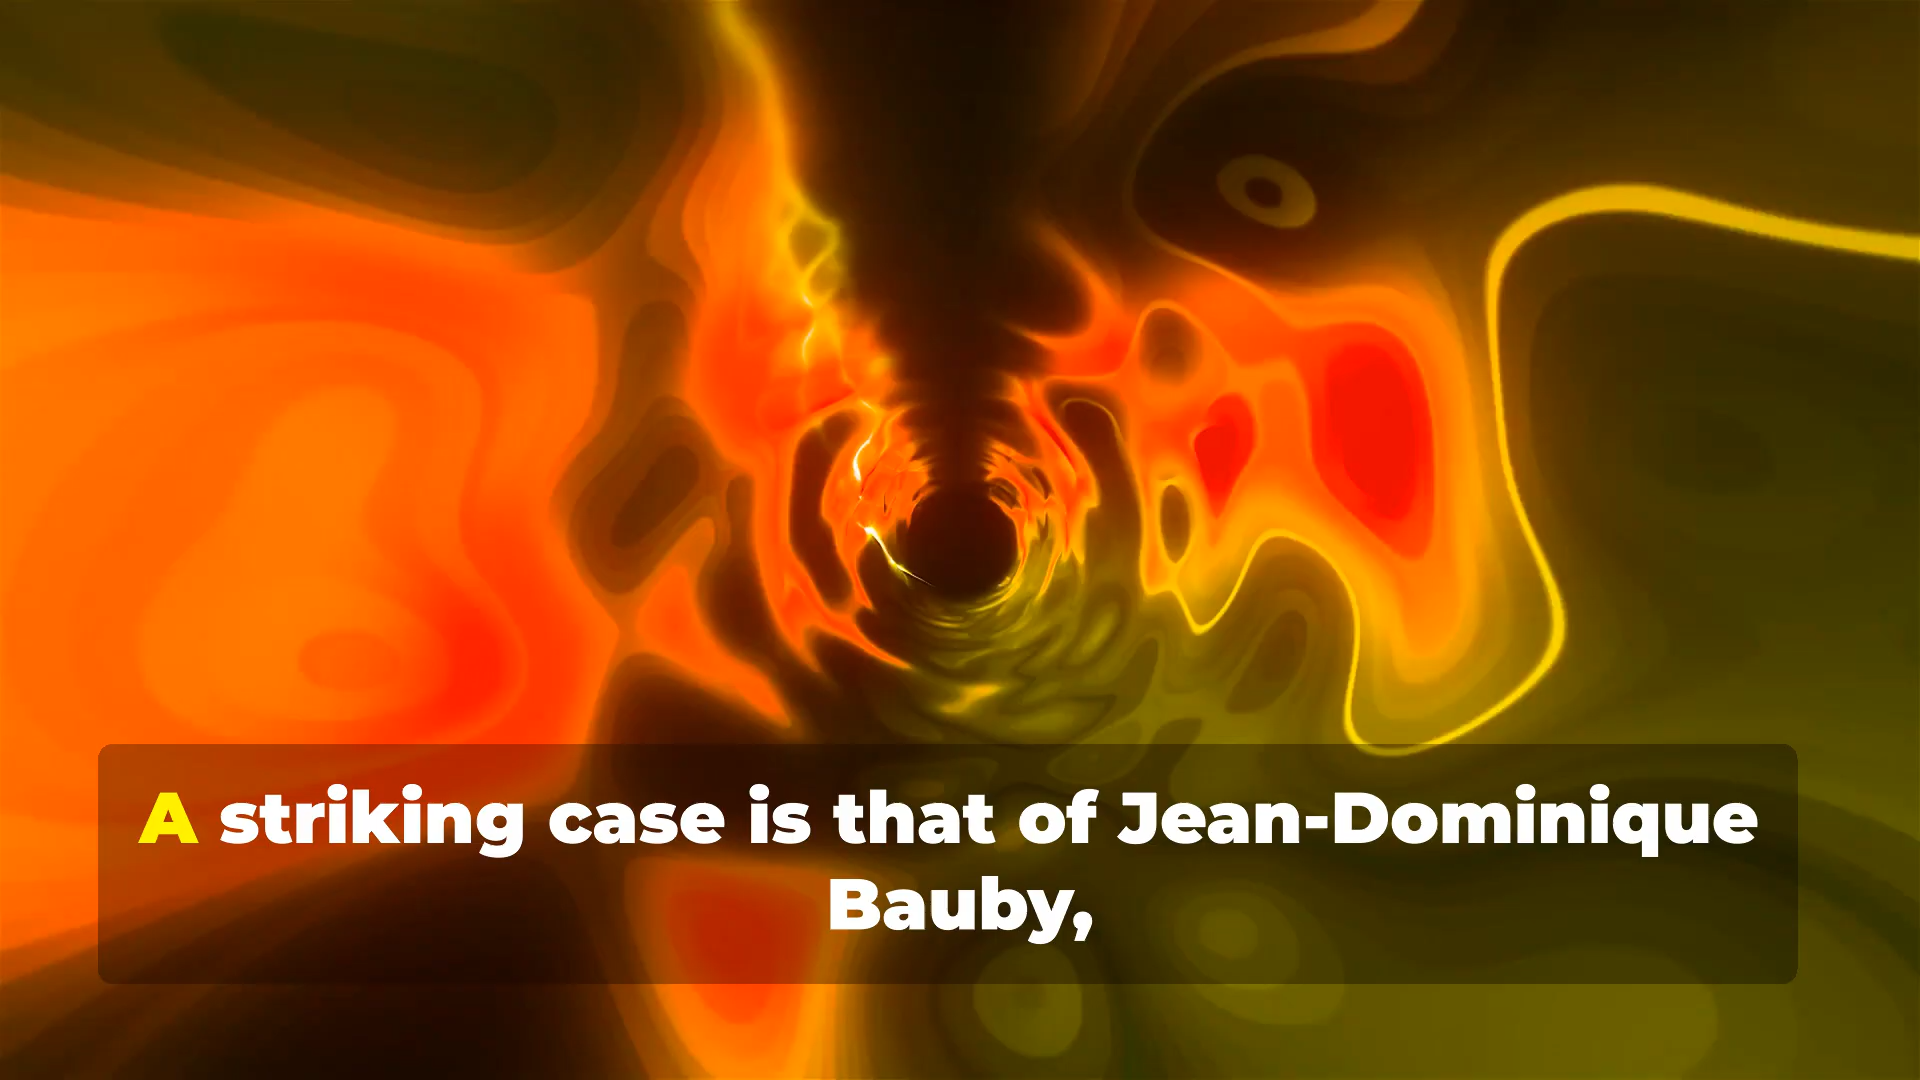 A striking case is that of Jean-Dominique
Bauby,